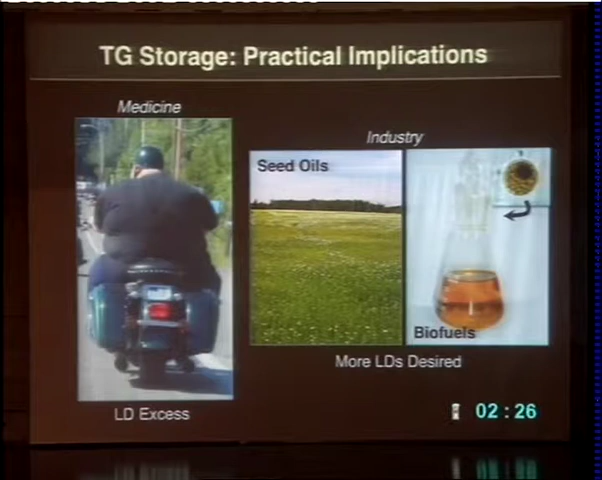 TG Storage: Practical Implications
Medicine
Industry
Seed Oils
Biofuels
More LDs Desired
LD Excess
02:26